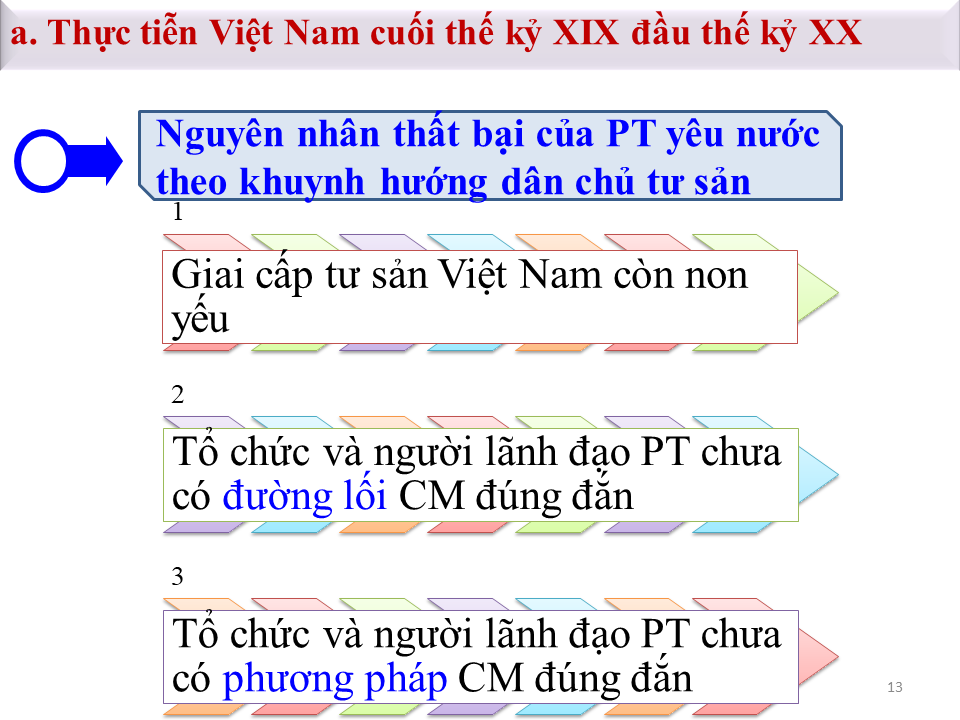 a. Thực tiễn Việt Nam cuối thế kỷ XIX đầu thế kỷ XX
Nguyên nhân thất bại của PT yêu nước
theo khuynh hướng dân chủ tư sản
1
Giai cấp tư sản Việt Nam còn non
yếu
2
Tổ chức và người lãnh đạo PT chưa
có đường lối CM đúng đắn
3
Tổ chức và người lãnh đạo PT chưa
có phương pháp CM đúng đắn
13